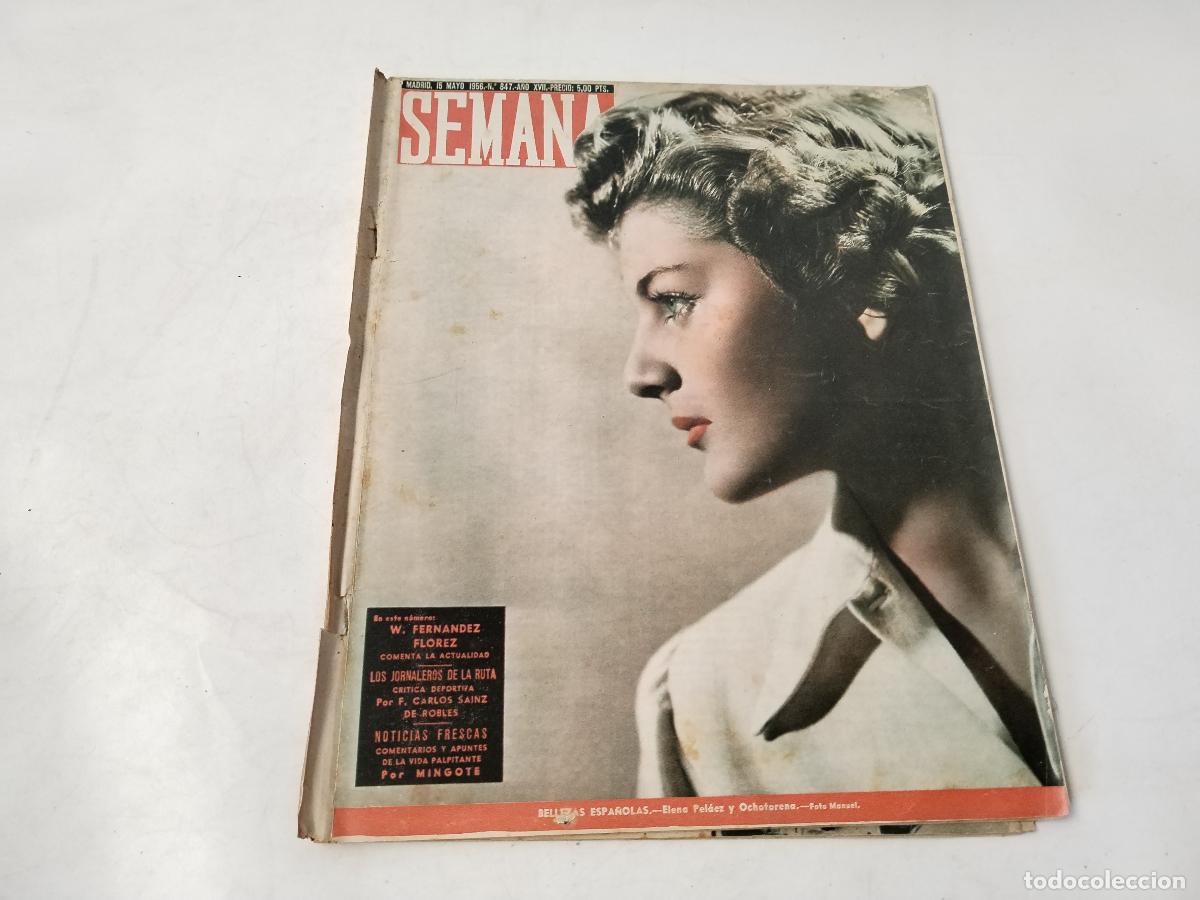 MADRID, 15 MAYO 1956.-N.º 847.-AÑO XVII.-PRECIO: 5,00 PTS.
SEMANA
En este número:
W. FERNANDEZ
FLOREZ
COMENTA LA ACTUALIDAD
LOS JORNALEROS DE LA RUTA
CRITICA DEPORTIVA
Por F. CARLOS SAINZ
DE ROBLES
NOTICIAS FRESCAS
COMENTARIOS Y APUNTES
DE LA VIDA PALPITANTE
Por MINGOTE
BELLEZAS ESPAÑOLAS.—Elena Peláez y Ochotorena.—Foto Manuel.
todocoleccion